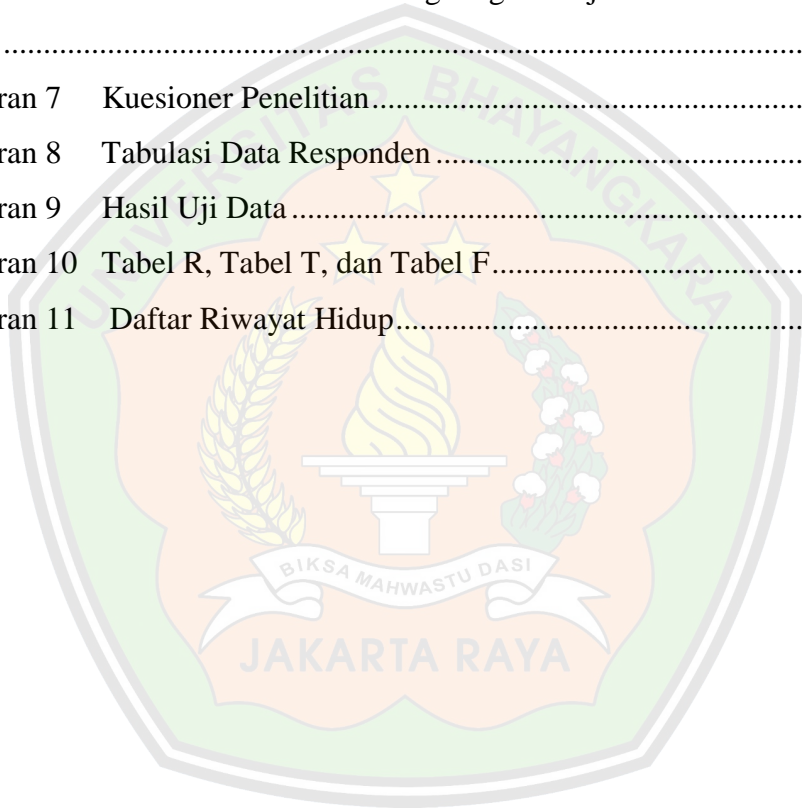 ................................................................................................
ran 7 Kuesioner Penelitian......................................................
ran 8 Tabulasi Data Responden..............................................
ran 9 Hasil Uji Data................................................................
ran 10 Tabel R, Tabel T, dan Tabel F.......................................
ran 11 Daftar Riwayat Hidup...................................................
UNIVERSITAS BHAYANGKARA
BIKSA MAHWASTU DASI
JAKARTA RAYA